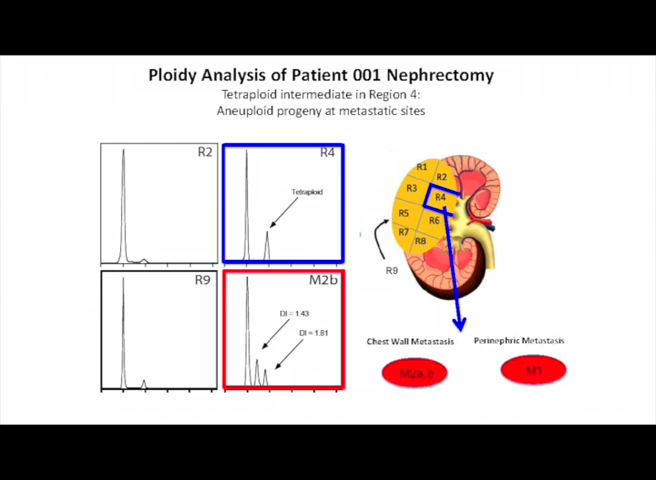 Ploidy Analysis of Patient 001 Nephrectomy
Tetraploid intermediate in Region 4:
Aneuploid progeny at metastatic sites
R2
R4
Tetraploid
R9
M2b
DI = 1.43
DI = 1.81
R1
R2
R3
R4
R5
R6
R7
R8
R9
Chest Wall Metastasis
Perinephric Metastasis
M2a,b
M1